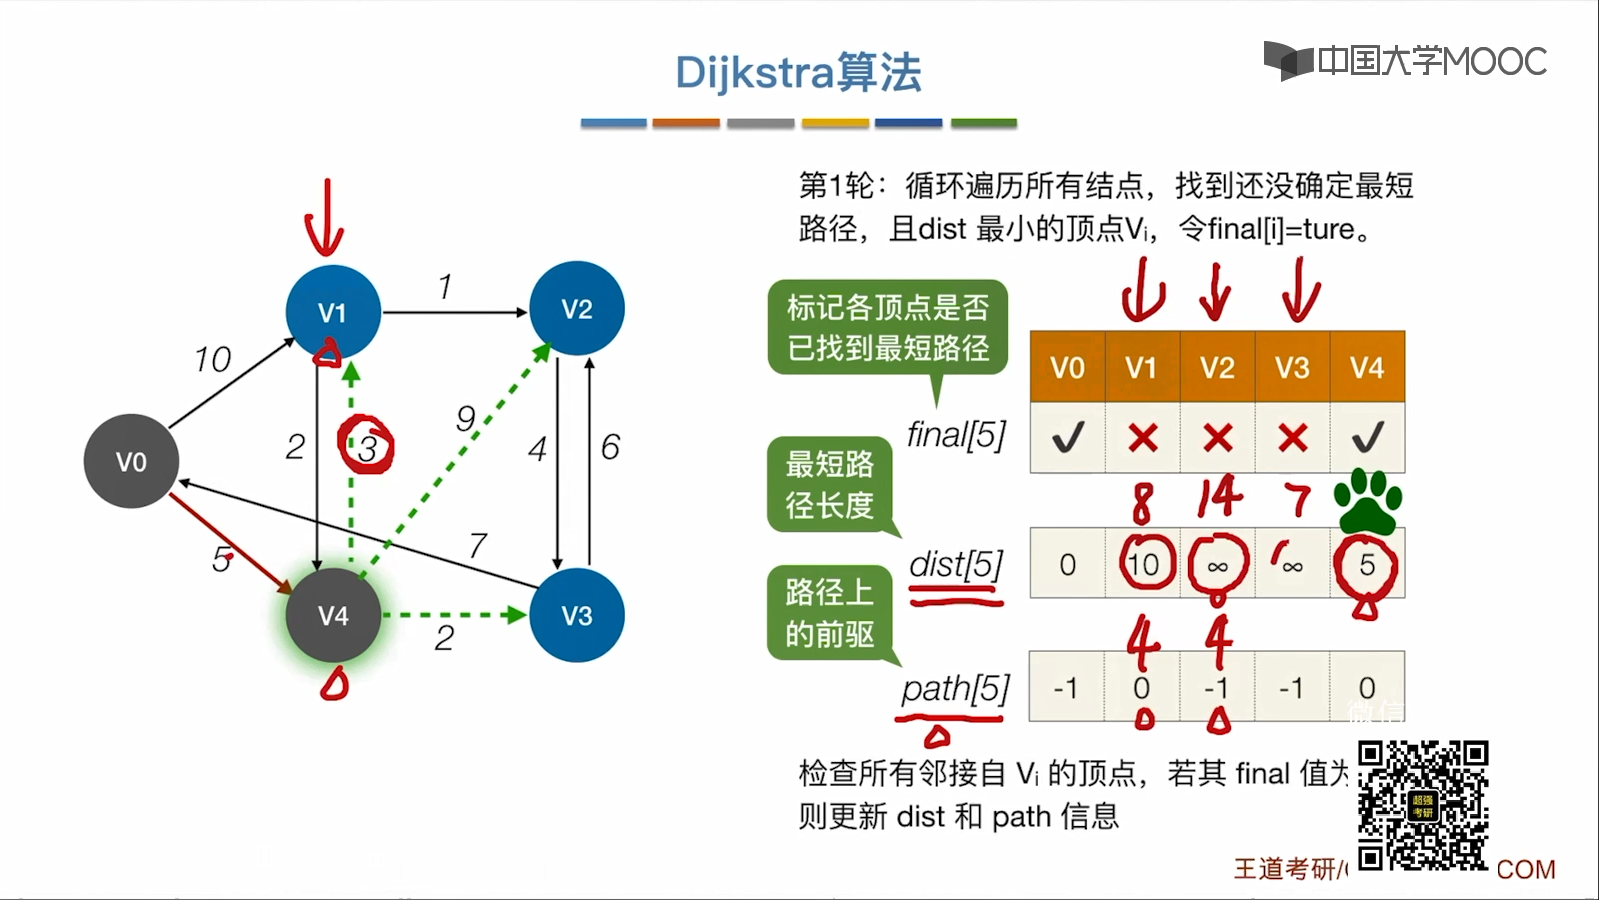 Dijkstra算法
中国大学MOOC
第1轮：循环遍历所有结点，找到还没确定最短
路径，且dist 最小的顶点Vi，令final[i]=ture。
标记各顶点是否
已找到最短路径
V0 V1 V2 V3 V4
final[5]
8 14 7
最短路
径长度
dist[5] 0 10 ∞ ∞ 5
路径上
的前驱
4 4
path[5] -1 0 -1 -1 0
检查所有邻接自 Vi 的顶点，若其 final 值为
则更新 dist 和 path 信息
微信
超强
考研
王道考研/
COM
V1 1 V2
10
2 3 9 4 6
V0
5 7
V4 2 V3